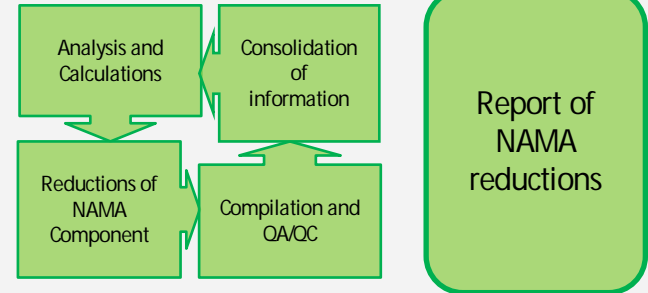 Analysis and
Calculations
Consolidation
of
information
Reductions of
NAMA
Component
Compilation and
QA/QC
Report of
NAMA
reductions